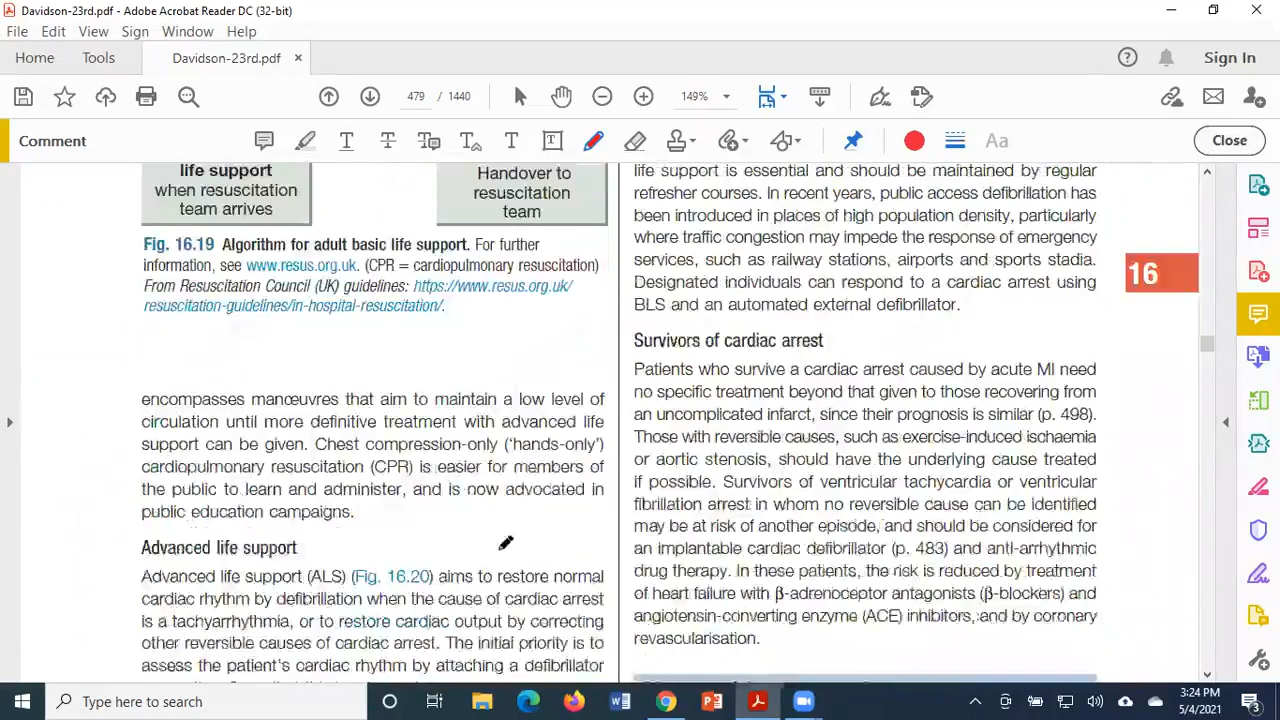 Davidson-23rd.pdf - Adobe Acrobat Reader DC (32-bit)
File Edit View Sign Window Help
Home Tools Davidson-23rd.pdf × Sign In
479 / 1440 149%
Comment Aa Close
life support
when resuscitation
team arrives
Handover to
resuscitation
team
Fig. 16.19 Algorithm for adult basic life support. For further
information, see www.resus.org.uk. (CPR = cardiopulmonary resuscitation)
From Resuscitation Council (UK) guidelines: https://www.resus.org.uk/
resuscitation-guidelines/in-hospital-resuscitation/.
encompasses manœuvres that aim to maintain a low level of
circulation until more definitive treatment with advanced life
support can be given. Chest compression-only (‘hands-only’)
cardiopulmonary resuscitation (CPR) is easier for members of
the public to learn and administer, and is now advocated in
public education campaigns.
Advanced life support
Advanced life support (ALS) (Fig. 16.20) aims to restore normal
cardiac rhythm by defibrillation when the cause of cardiac arrest
is a tachyarrhythmia, or to restore cardiac output by correcting
other reversible causes of cardiac arrest. The initial priority is to
assess the patient’s cardiac rhythm by attaching a defibrillator
life support is essential and should be maintained by regular
refresher courses. In recent years, public access defibrillation has
been introduced in places of high population density, particularly
where traffic congestion may impede the response of emergency
services, such as railway stations, airports and sports stadia.
Designated individuals can respond to a cardiac arrest using
BLS and an automated external defibrillator.
Survivors of cardiac arrest
Patients who survive a cardiac arrest caused by acute MI need
no specific treatment beyond that given to those recovering from
an uncomplicated infarct, since their prognosis is similar (p. 498).
Those with reversible causes, such as exercise-induced ischaemia
or aortic stenosis, should have the underlying cause treated
if possible. Survivors of ventricular tachycardia or ventricular
fibrillation arrest in whom no reversible cause can be identified
may be at risk of another episode, and should be considered for
an implantable cardiac defibrillator (p. 483) and anti-arrhythmic
drug therapy. In these patients, the risk is reduced by treatment
of heart failure with β-adrenoceptor antagonists (β-blockers) and
angiotensin-converting enzyme (ACE) inhibitors, and by coronary
revascularisation.
16
Type here to search
3:24 PM
5/4/2021
3